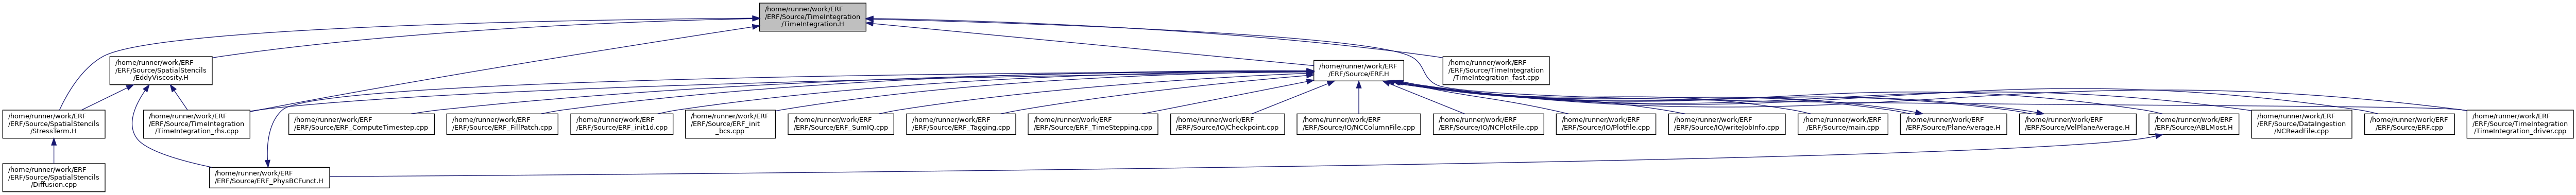 /home/runner/work/ERF
/ERF/Source/TimeIntegration
/TimeIntegration.H
/home/runner/work/ERF
/ERF/Source/SpatialStencils
/EddyViscosity.H
/home/runner/work/ERF
/ERF/Source/ERF.H
/home/runner/work/ERF
/ERF/Source/TimeIntegration
/TimeIntegration_fast.cpp
/home/runner/work/ERF
/ERF/Source/SpatialStencils
/StressTerm.H
/home/runner/work/ERF
/ERF/Source/TimeIntegration
/TimeIntegration_rhs.cpp
/home/runner/work/ERF
/ERF/Source/ERF_ComputeTimestep.cpp
/home/runner/work/ERF
/ERF/Source/ERF_FillPatch.cpp
/home/runner/work/ERF
/ERF/Source/ERF_init1d.cpp
/home/runner/work/ERF
/ERF/Source/ERF_init
_bcs.cpp
/home/runner/work/ERF
/ERF/Source/ERF_SumIQ.cpp
/home/runner/work/ERF
/ERF/Source/ERF_Tagging.cpp
/home/runner/work/ERF
/ERF/Source/ERF_TimeStepping.cpp
/home/runner/work/ERF
/ERF/Source/IO/Checkpoint.cpp
/home/runner/work/ERF
/ERF/Source/IO/NCColumnFile.cpp
/home/runner/work/ERF
/ERF/Source/IO/NCPlotFile.cpp
/home/runner/work/ERF
/ERF/Source/IO/Plotfile.cpp
/home/runner/work/ERF
/ERF/Source/IO/writeJobInfo.cpp
/home/runner/work/ERF
/ERF/Source/main.cpp
/home/runner/work/ERF
/ERF/Source/PlaneAverage.H
/home/runner/work/ERF
/ERF/Source/VelPlaneAverage.H
/home/runner/work/ERF
/ERF/Source/ABLMost.H
/home/runner/work/ERF
/ERF/Source/DataIngestion
/NCReadFile.cpp
/home/runner/work/ERF
/ERF/Source/ERF.cpp
/home/runner/work/ERF
/ERF/Source/TimeIntegration
/TimeIntegration_driver.cpp
/home/runner/work/ERF
/ERF/Source/SpatialStencils
/Diffusion.cpp
/home/runner/work/ERF
/ERF/Source/ERF_PhysBCFunct.H